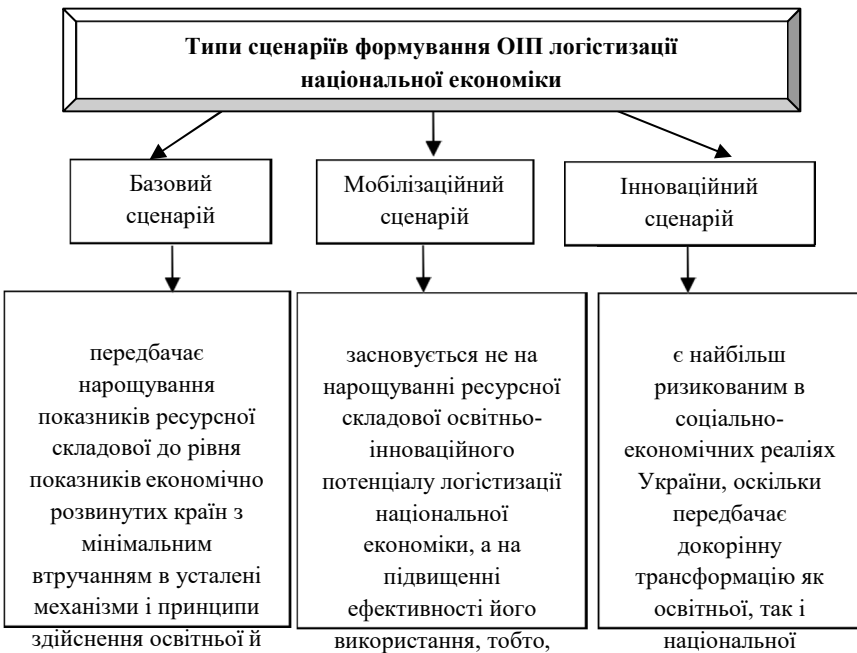 Типи сценаріїв формування ОІП логістизації
національної економіки
Базовий
сценарій
Мобілізаційний
сценарій
Інноваційний
сценарій
передбачає
нарощування
показників ресурсної
складової до рівня
показників економічно
розвинутих країн з
мінімальним
втручанням в усталені
механізми і принципи
здійснення освітньої й
засновується не на
нарощуванні ресурсної
складової освітньо-
інноваційного
потенціалу логістизації
національної
економіки, а на
підвищенні
ефективності його
використання, тобто,
є найбільш
ризикованим в
соціально-
економічних реаліях
України, оскільки
передбачає
докорінну
трансформацію як
освітньої, так і
національної